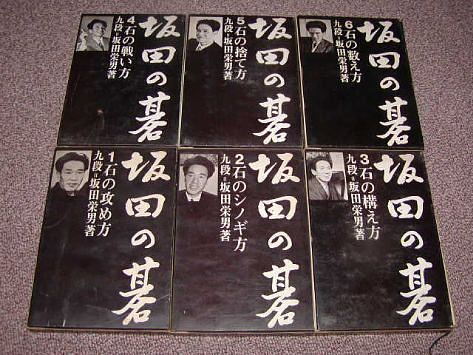 坂田の碁
4石の戦い方
九段=坂田栄男著
坂田の碁
5石の捨て方
九段=坂田栄男著
坂田の碁
6石の数え方
九段=坂田栄男著
坂田の碁
1石の攻め方
九段=坂田栄男著
坂田の碁
2石のシノギ方
九段=坂田栄男著
坂田の碁
3石の構え方
九段=坂田栄男著